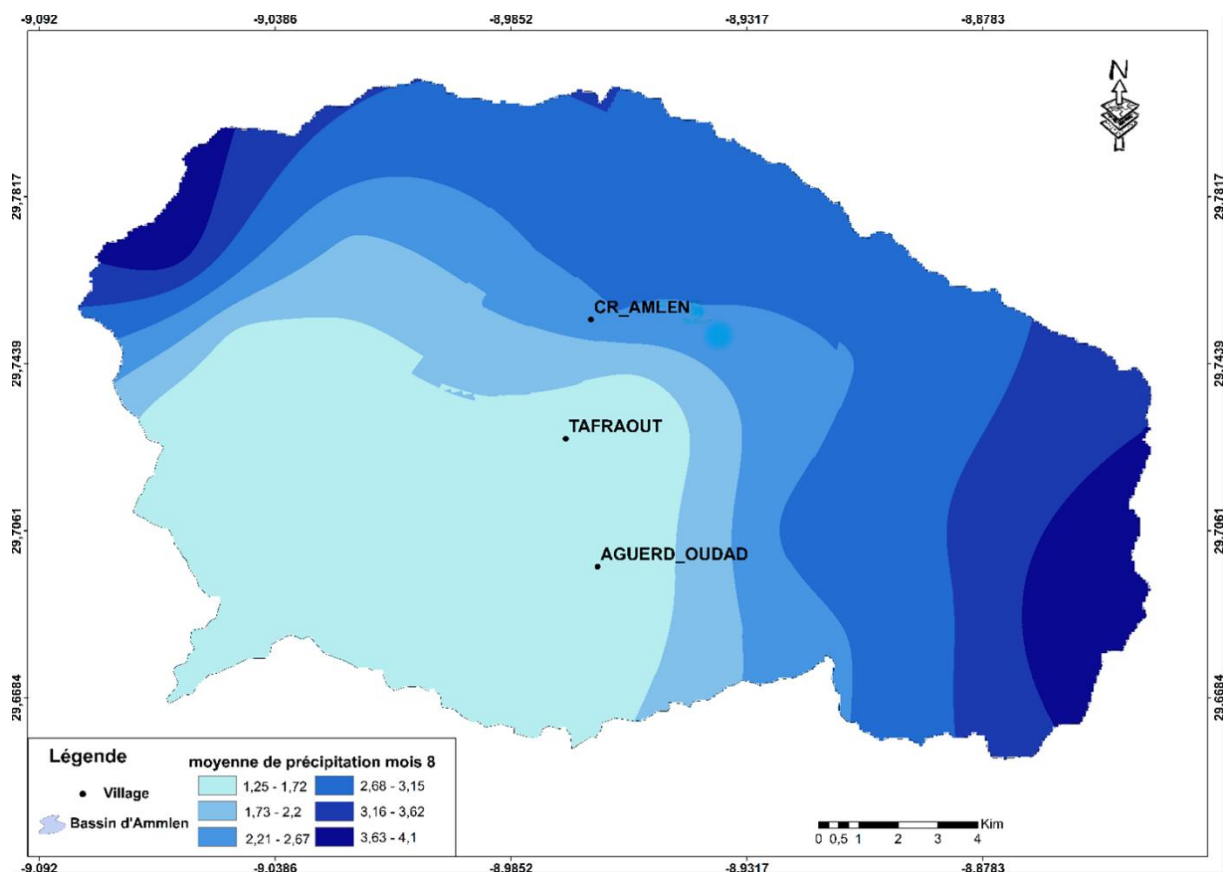 -9,092 -9,0386 -8,9852 -8,9317 -8,8783
N
29,7817 29,7817
CR_AMLEN
29,7439 29,7439
TAFRAOUT
29,7061 29,7061
AGUERD_OUDAD
29,6684 29,6684
Légende
Village
Bassin d'Ammlen
moyenne de précipitation mois 8
1,25 - 1,72
1,73 - 2,2
2,21 - 2,67
2,68 - 3,15
3,16 - 3,62
3,63 - 4,1
Kim
0 0,5 1 2 3 4
-9,092 -9,0386 -8,9852 -8,9317 -8,8783